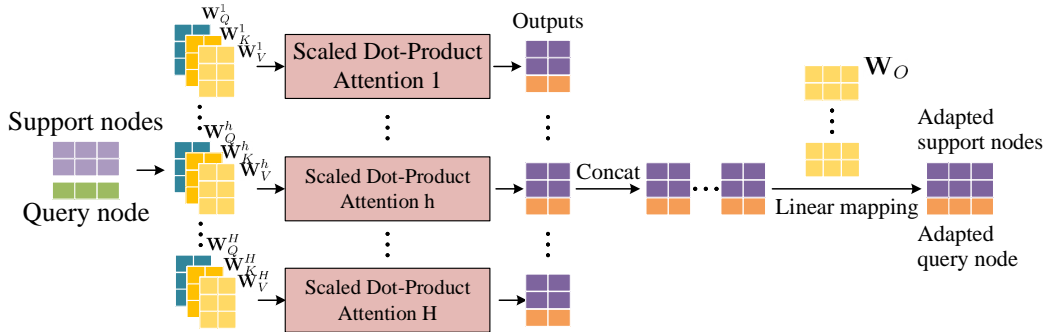 W_Q^1
W_K^1
W_V^1
Scaled Dot-Product
Attention 1
Outputs
W_O
Support nodes
Query node
W_Q^h
W_K^h
W_V^h
Scaled Dot-Product
Attention h
Concat
Linear mapping
Adapted
support nodes
Adapted
query node
W_Q^H
W_K^H
W_V^H
Scaled Dot-Product
Attention H